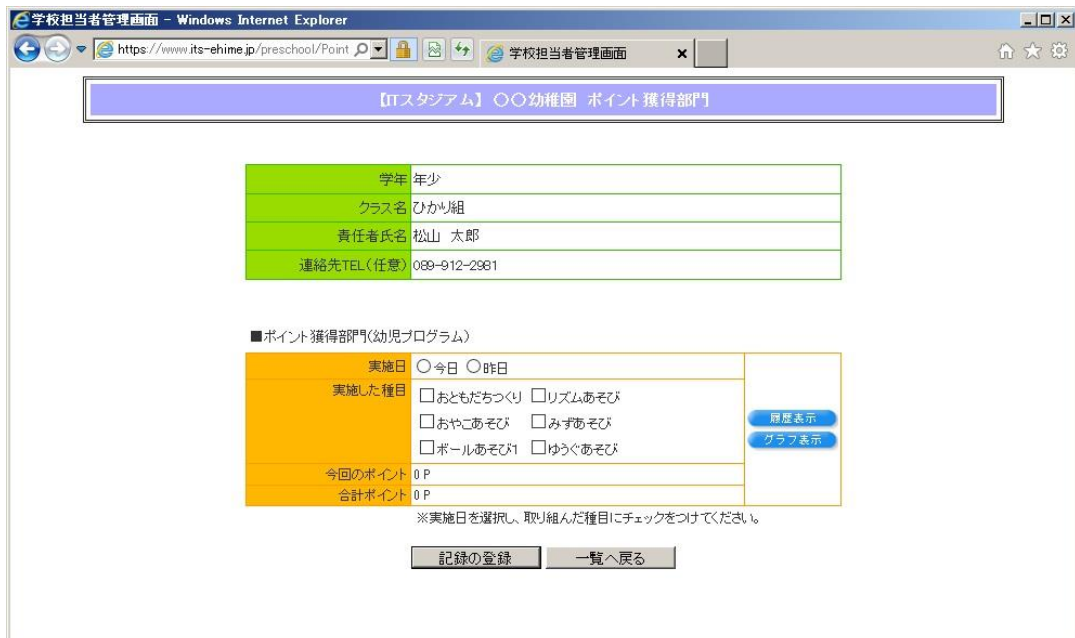 学校担当者管理画面 - Windows Internet Explorer
https://www.its-ehime.jp/preschool/Point
学校担当者管理画面
【ITスタジアム】○○幼稚園 ポイント獲得部門
学年 年少
クラス名 ひかり組
責任者氏名 松山 太郎
連絡先TEL(任意) 089-912-2981
■ポイント獲得部門(幼児プログラム)
実施日 ○今日 ○昨日
実施した種目 □おともだちつくり □リズムあそび
□おやこあそび □みずあそび
□ボールあそび1 □ゆうぐあそび
履歴表示
グラフ表示
今回のポイント 0 P
合計ポイント 0 P
※実施日を選択し、取り組んだ種目にチェックをつけてください。
記録の登録 一覧へ戻る